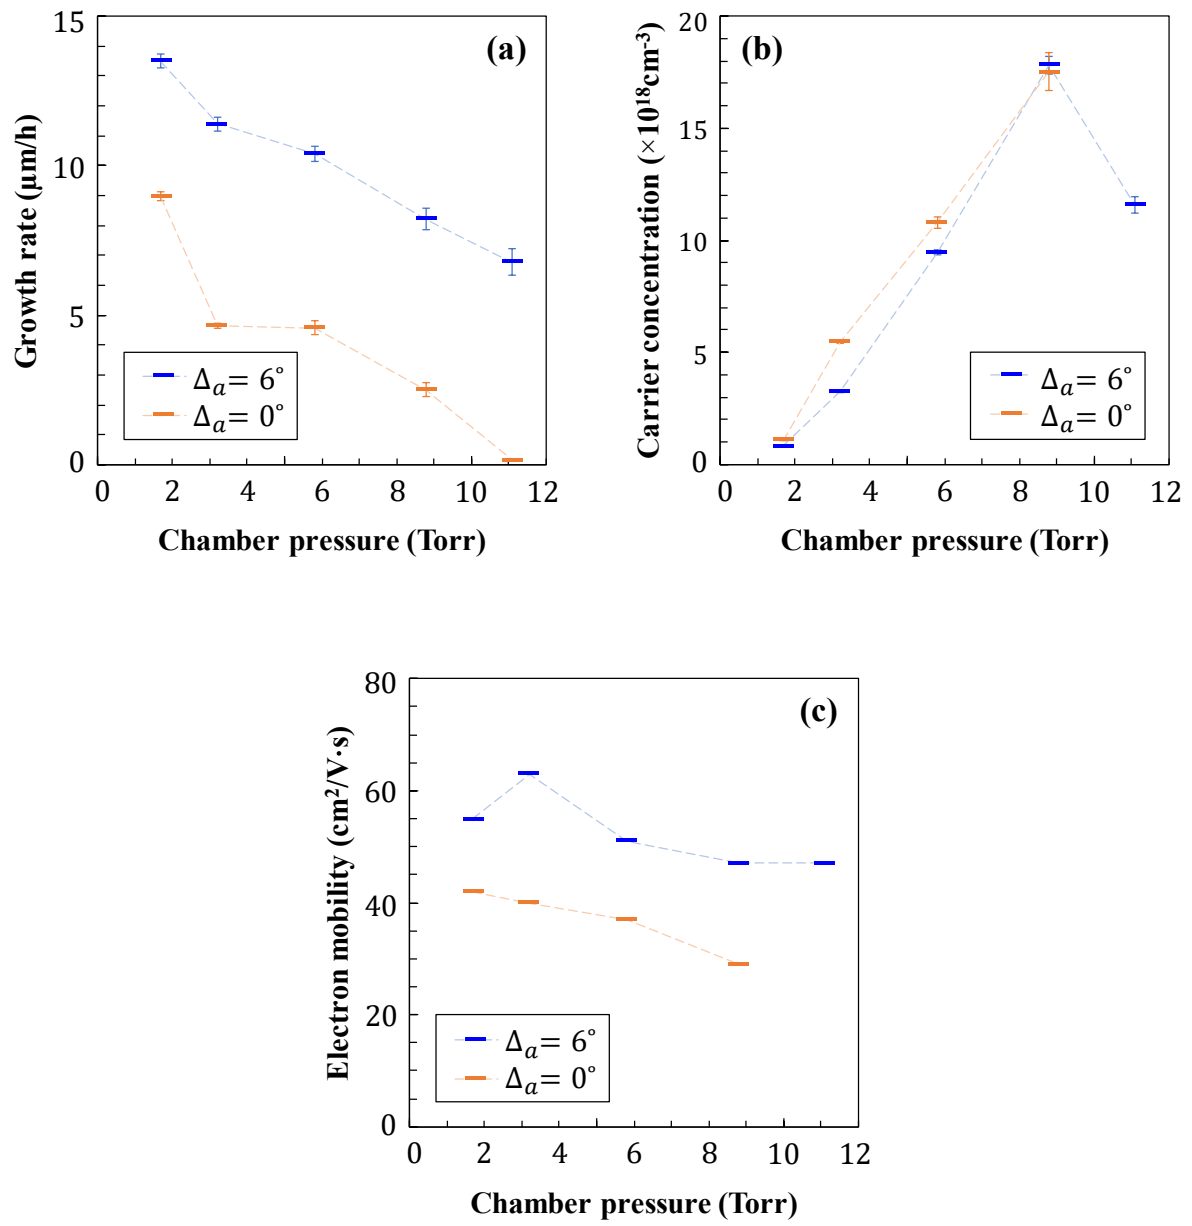 (a)
Growth rate (μm/h)
15
10
5
0
0 2 4 6 8 10 12
Chamber pressure (Torr)
Δₐ= 6°
Δₐ= 0°
(b)
Carrier concentration (×10¹⁸cm⁻³)
20
15
10
5
0
0 2 4 6 8 10 12
Chamber pressure (Torr)
Δₐ= 6°
Δₐ= 0°
(c)
Electron mobility (cm²/V·s)
80
60
40
20
0
0 2 4 6 8 10 12
Chamber pressure (Torr)
Δₐ= 6°
Δₐ= 0°